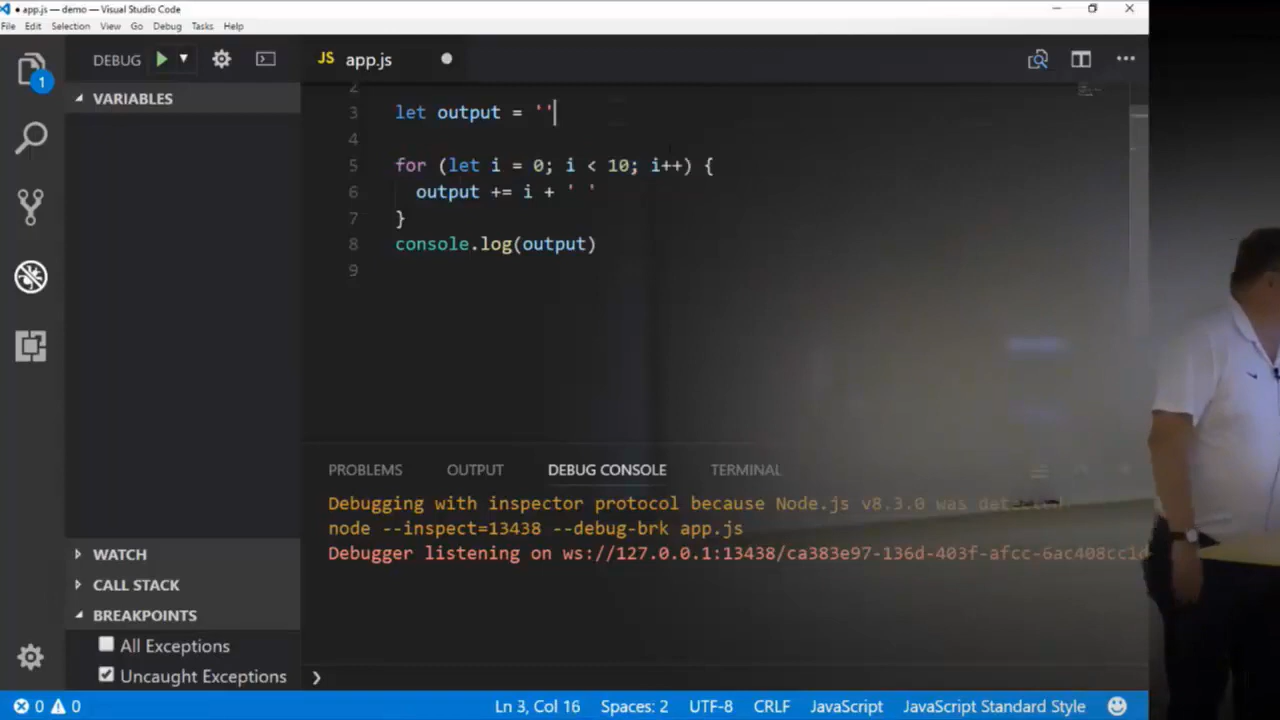 ● app.js — demo — Visual Studio Code
File Edit Selection View Go Debug Tasks Help
DEBUG
JS app.js
1
VARIABLES
2
3 let output = ''
4
5 for (let i = 0; i < 10; i++) {
6 output += i + ' '
7 }
8 console.log(output)
9
PROBLEMS OUTPUT DEBUG CONSOLE TERMINAL
Debugging with inspector protocol because Node.js v8.3.0 was detected.
node --inspect=13438 --debug-brk app.js
Debugger listening on ws://127.0.0.1:13438/ca383e97-136d-403f-afcc-6ac408cc1d
WATCH
CALL STACK
BREAKPOINTS
All Exceptions
Uncaught Exceptions
0 0 Ln 3, Col 16 Spaces: 2 UTF-8 CRLF JavaScript JavaScript Standard Style